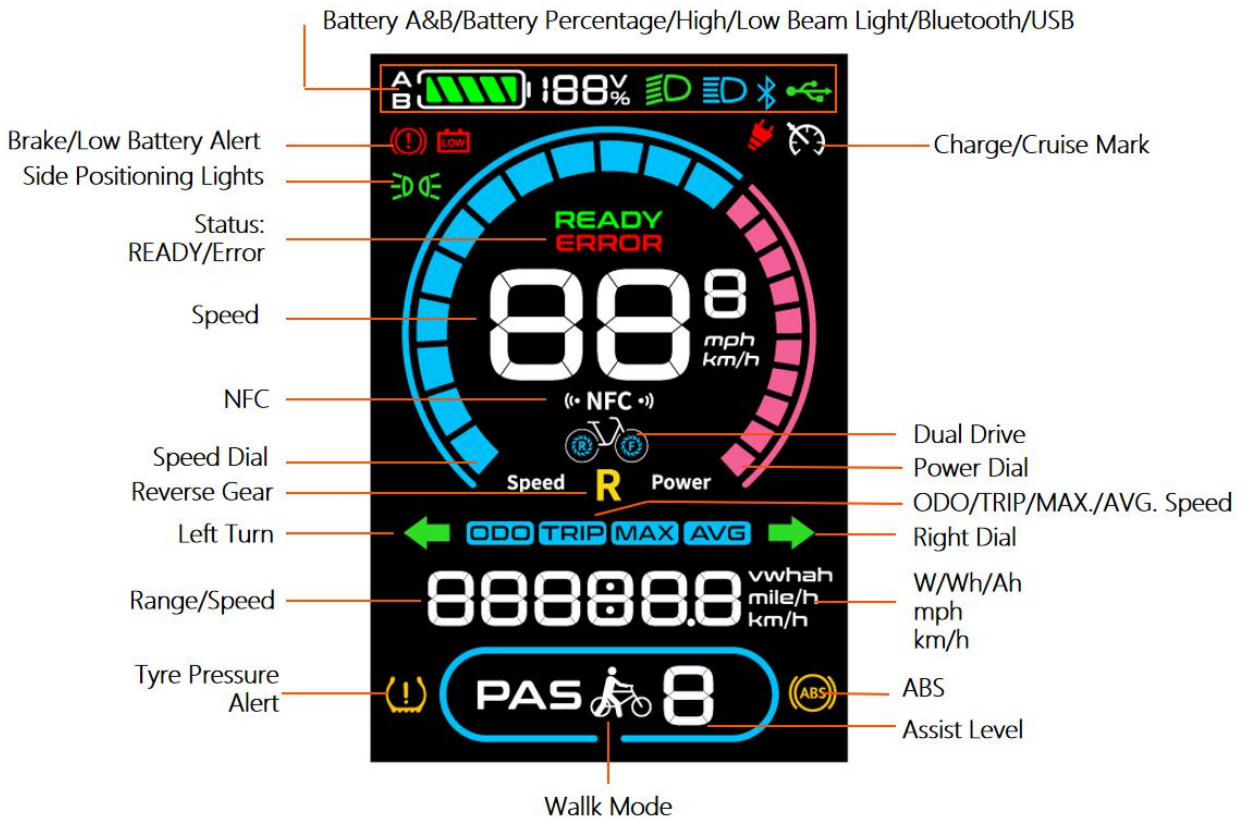 Battery A&B/Battery Percentage/High/Low Beam Light/Bluetooth/USB
A
B
188 V
%
Brake/Low Battery Alert
LOW
Charge/Cruise Mark
Side Positioning Lights
Status:
READY/Error
READY
ERROR
Speed
88 8
mph
km/h
NFC
NFC
Dual Drive
R F
Speed Dial
Power Dial
Speed R Power
Reverse Gear
ODO/TRIP/MAX./AVG. Speed
Left Turn
ODO TRIP MAX AVG
Right Dial
Range/Speed
888:8.8
vwhah
mile/h
km/h
W/Wh/Ah
mph
km/h
Tyre Pressure
Alert
PAS 8
ABS
ABS
Assist Level
Wallk Mode